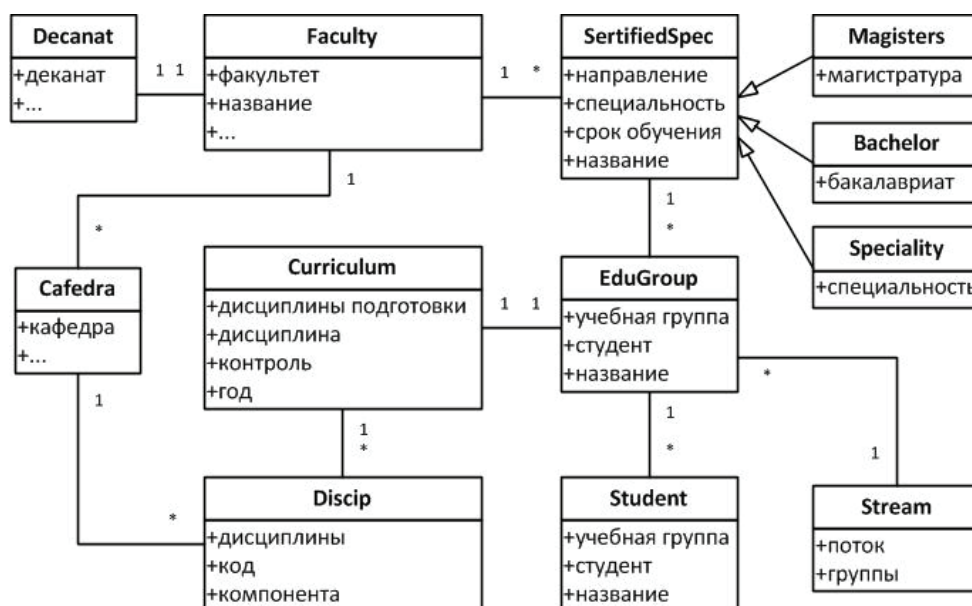 Decanat
+деканат
+...
1 1
Faculty
+факультет
+название
+...
1 *
SertifiedSpec
+направление
+специальность
+срок обучения
+название
Magisters
+магистратура
Bachelor
+бакалавриат
Speciality
+специальность
1
*
1
*
Cafedra
+кафедра
+...
Curriculum
+дисциплины подготовки
+дисциплина
+контроль
+год
1 1
EduGroup
+учебная группа
+студент
+название
*
1
1
*
1
*
1
*
Discip
+дисциплины
+код
+компонента
Student
+учебная группа
+студент
+название
Stream
+поток
+группы